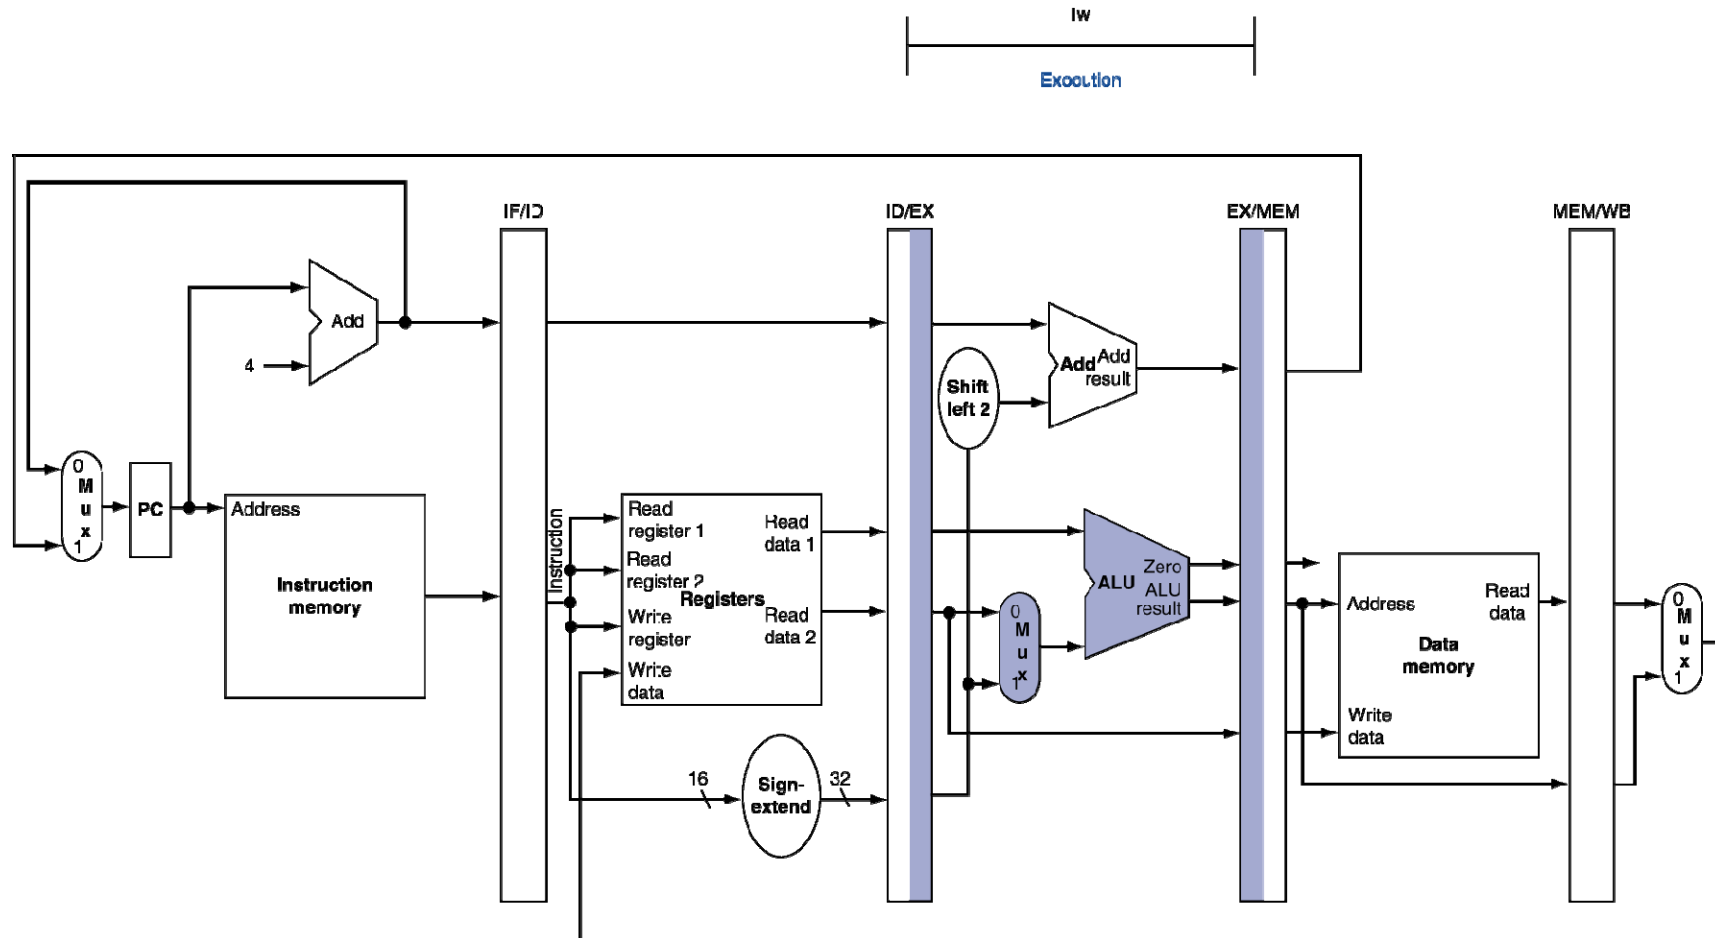 lw
Exocution
IF/ID
ID/EX
EX/MEM
MEM/WB
Add
4
Add
Add
result
Shift
left 2
0
M
u
x
1
PC
Address
Instruction
memory
Instruction
Read
register 1
Read
register 2
Registers
Write
register
Write
data
Read
data 1
Read
data 2
0
M
u
x
1
Zero
ALU
ALU
result
Address
Read
data
Data
memory
Write
data
0
M
u
x
1
16
Sign-
extend
32